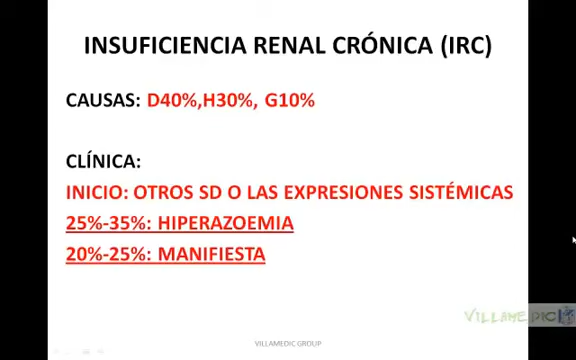 INSUFICIENCIA RENAL CRÓNICA (IRC)
CAUSAS: D40%,H30%, G10%
CLÍNICA:
INICIO: OTROS SD O LAS EXPRESIONES SISTÉMICAS
25%-35%: HIPERAZOEMIA
20%-25%: MANIFIESTA
VILLAMEDIC
VILLAMEDIC GROUP